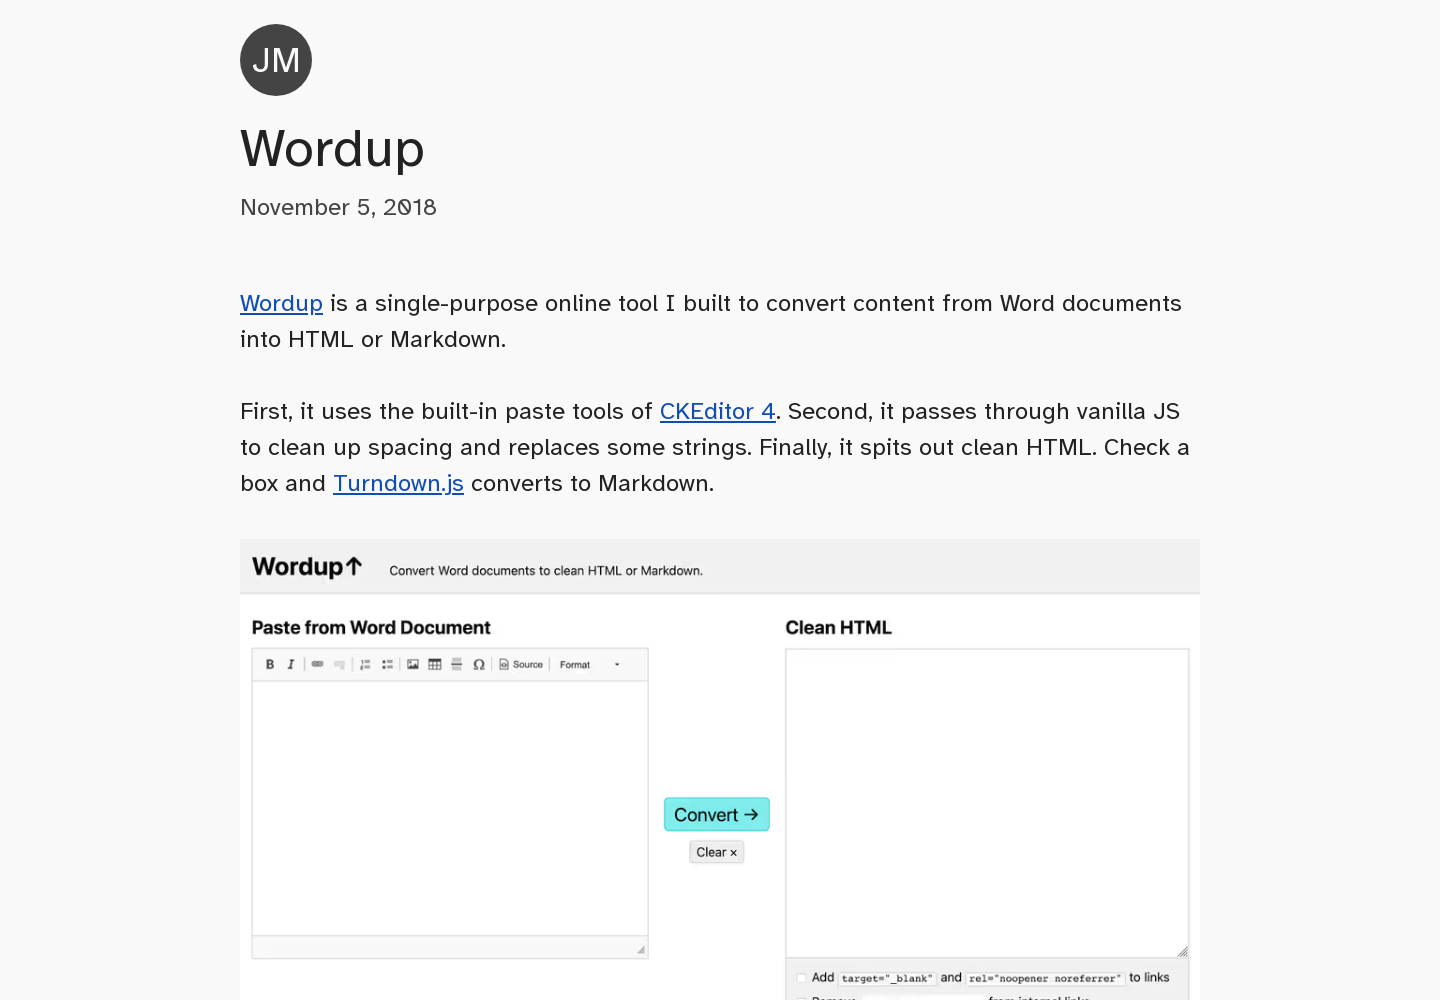 JM
Wordup
November 5, 2018
Wordup is a single-purpose online tool I built to convert content from Word documents
into HTML or Markdown.
First, it uses the built-in paste tools of CKEditor 4. Second, it passes through vanilla JS
to clean up spacing and replaces some strings. Finally, it spits out clean HTML. Check a
box and Turndown.js converts to Markdown.
Wordup↑ Convert Word documents to clean HTML or Markdown.
Paste from Word Document
B I Ω Source Format
Convert →
Clear ×
Clean HTML
Add target="_blank" and rel="noopener noreferrer" to links